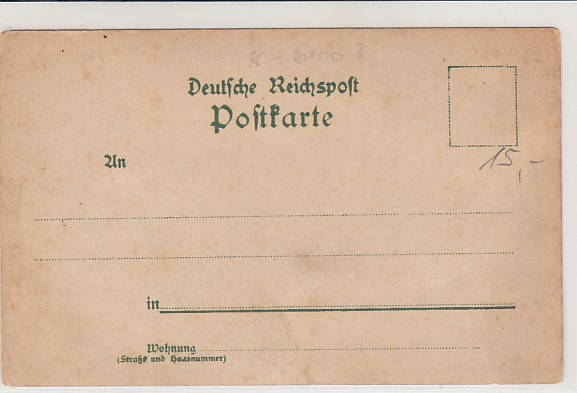 Deutsche Reichspost
Postkarte
15,-
An
in
Wohnung
(Straße und Hausnummer)